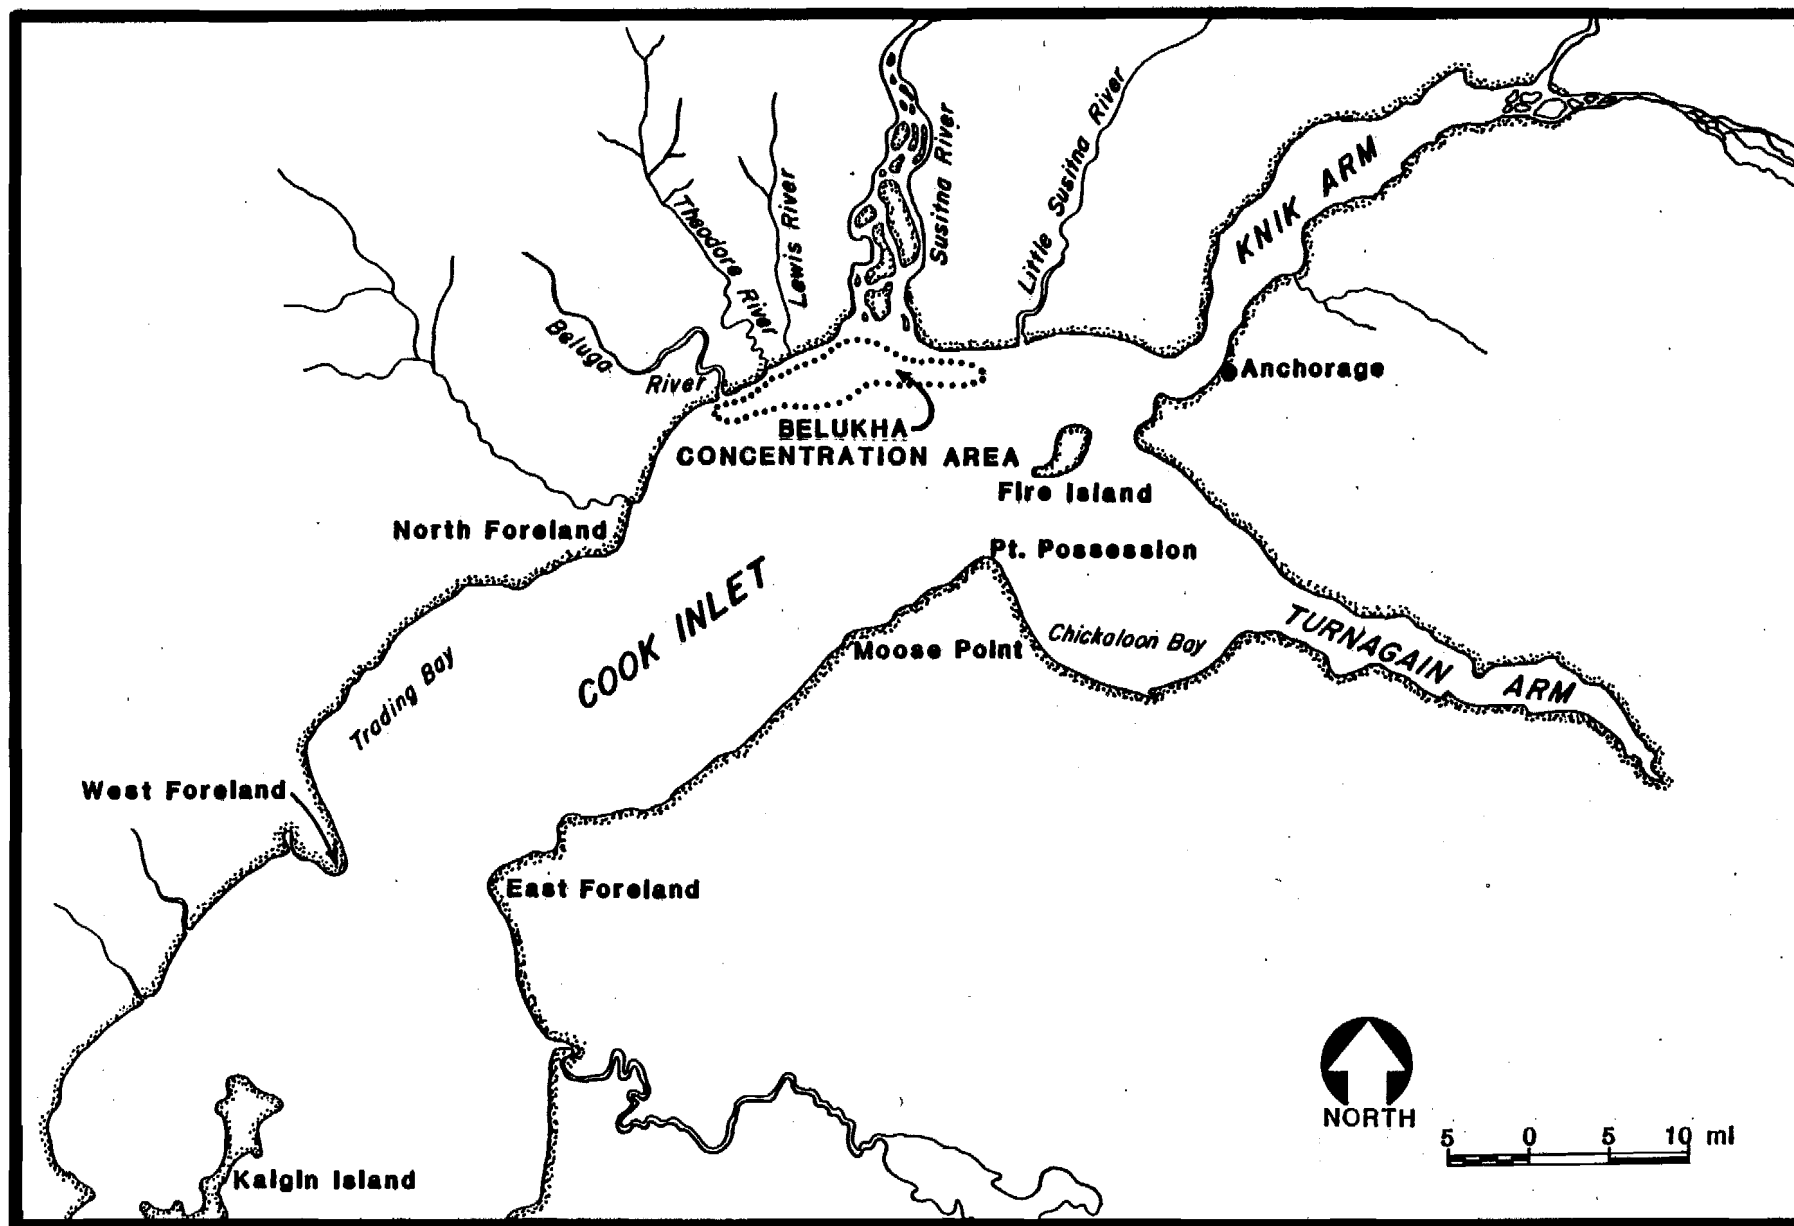 Susitna River
Little Susitna River
KNIK ARM
Theodore River
Lewis River
Beluga
River
Anchorage
BELUKHA
CONCENTRATION AREA
Fire Island
North Foreland
Pt. Possession
COOK INLET
Chickaloon Bay
TURNAGAIN
ARM
Moose Point
Trading Bay
West Foreland
East Foreland
NORTH
5 0 5 10 mi
Kalgin Island